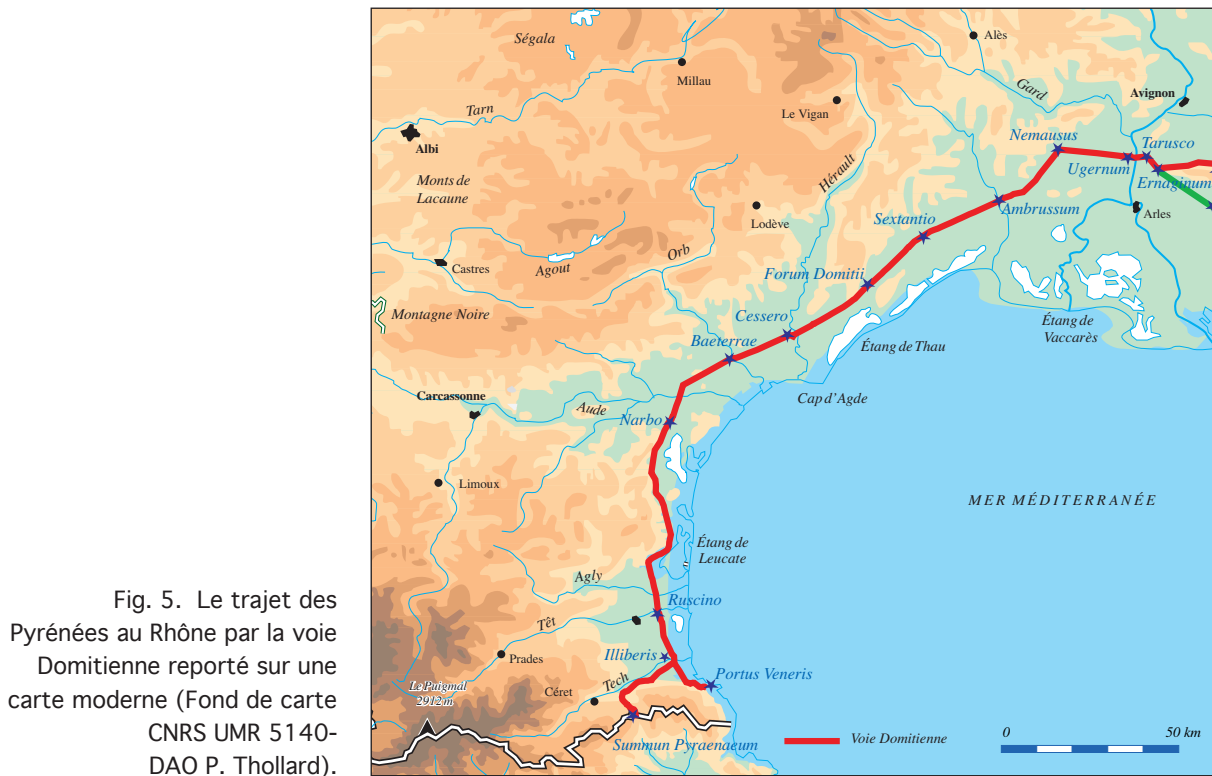 Ségala
Alès
Millau
Gard
Avignon
Tarn
Le Vigan
Albi
Nemausus
Tarusco
Ugernum
Ernaginum
Hérault
Monts de
Lacaune
Lodève
Sextantio
Ambrussum
Arles
Orb
Castres
Agout
Forum Domitii
Montagne Noire
Cessero
Étang de
Vaccarès
Baeterrae
Étang de Thau
Carcassonne
Cap d'Agde
Aude
Narbo
Limoux
MER MÉDITERRANÉE
Étang de
Leucate
Agly
Ruscino
Têt
Prades
Illiberis
Tech
Portus Veneris
Céret
Le Puigmal
2912 m
Summun Pyraenaeum
Voie Domitienne
0 50 km
Fig. 5. Le trajet des
Pyrénées au Rhône par la voie
Domitienne reporté sur une
carte moderne (Fond de carte
CNRS UMR 5140-
DAO P. Thollard).